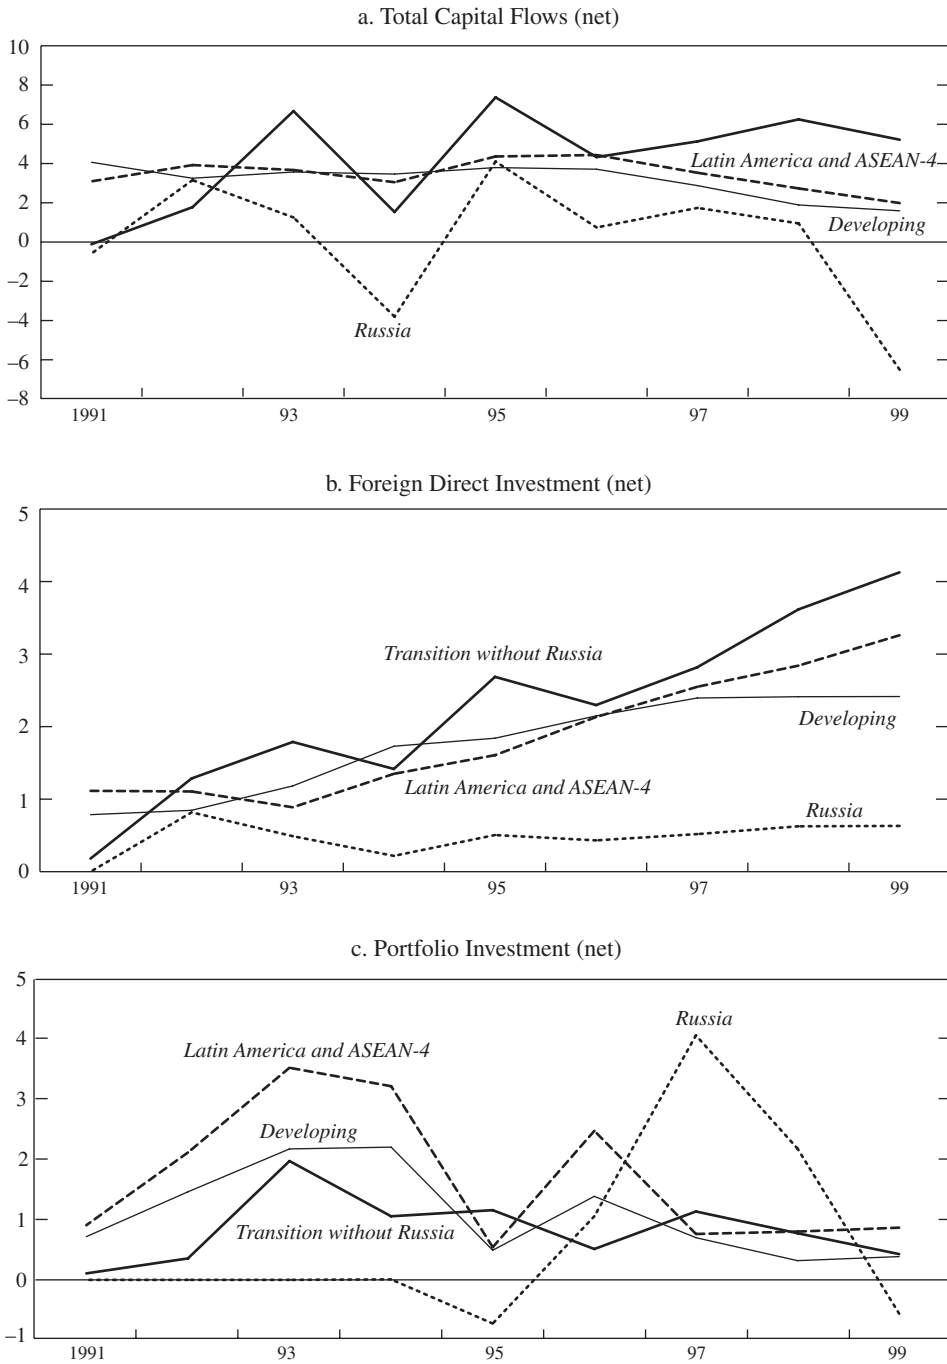 a. Total Capital Flows (net)
10
8
6
4
2
0
–2
–4
–6
–8
Latin America and ASEAN-4
Developing
Russia
1991 93 95 97 99
b. Foreign Direct Investment (net)
5
4
3
2
1
0
Transition without Russia
Developing
Latin America and ASEAN-4
Russia
1991 93 95 97 99
c. Portfolio Investment (net)
5
4
3
2
1
0
–1
Russia
Latin America and ASEAN-4
Developing
Transition without Russia
1991 93 95 97 99